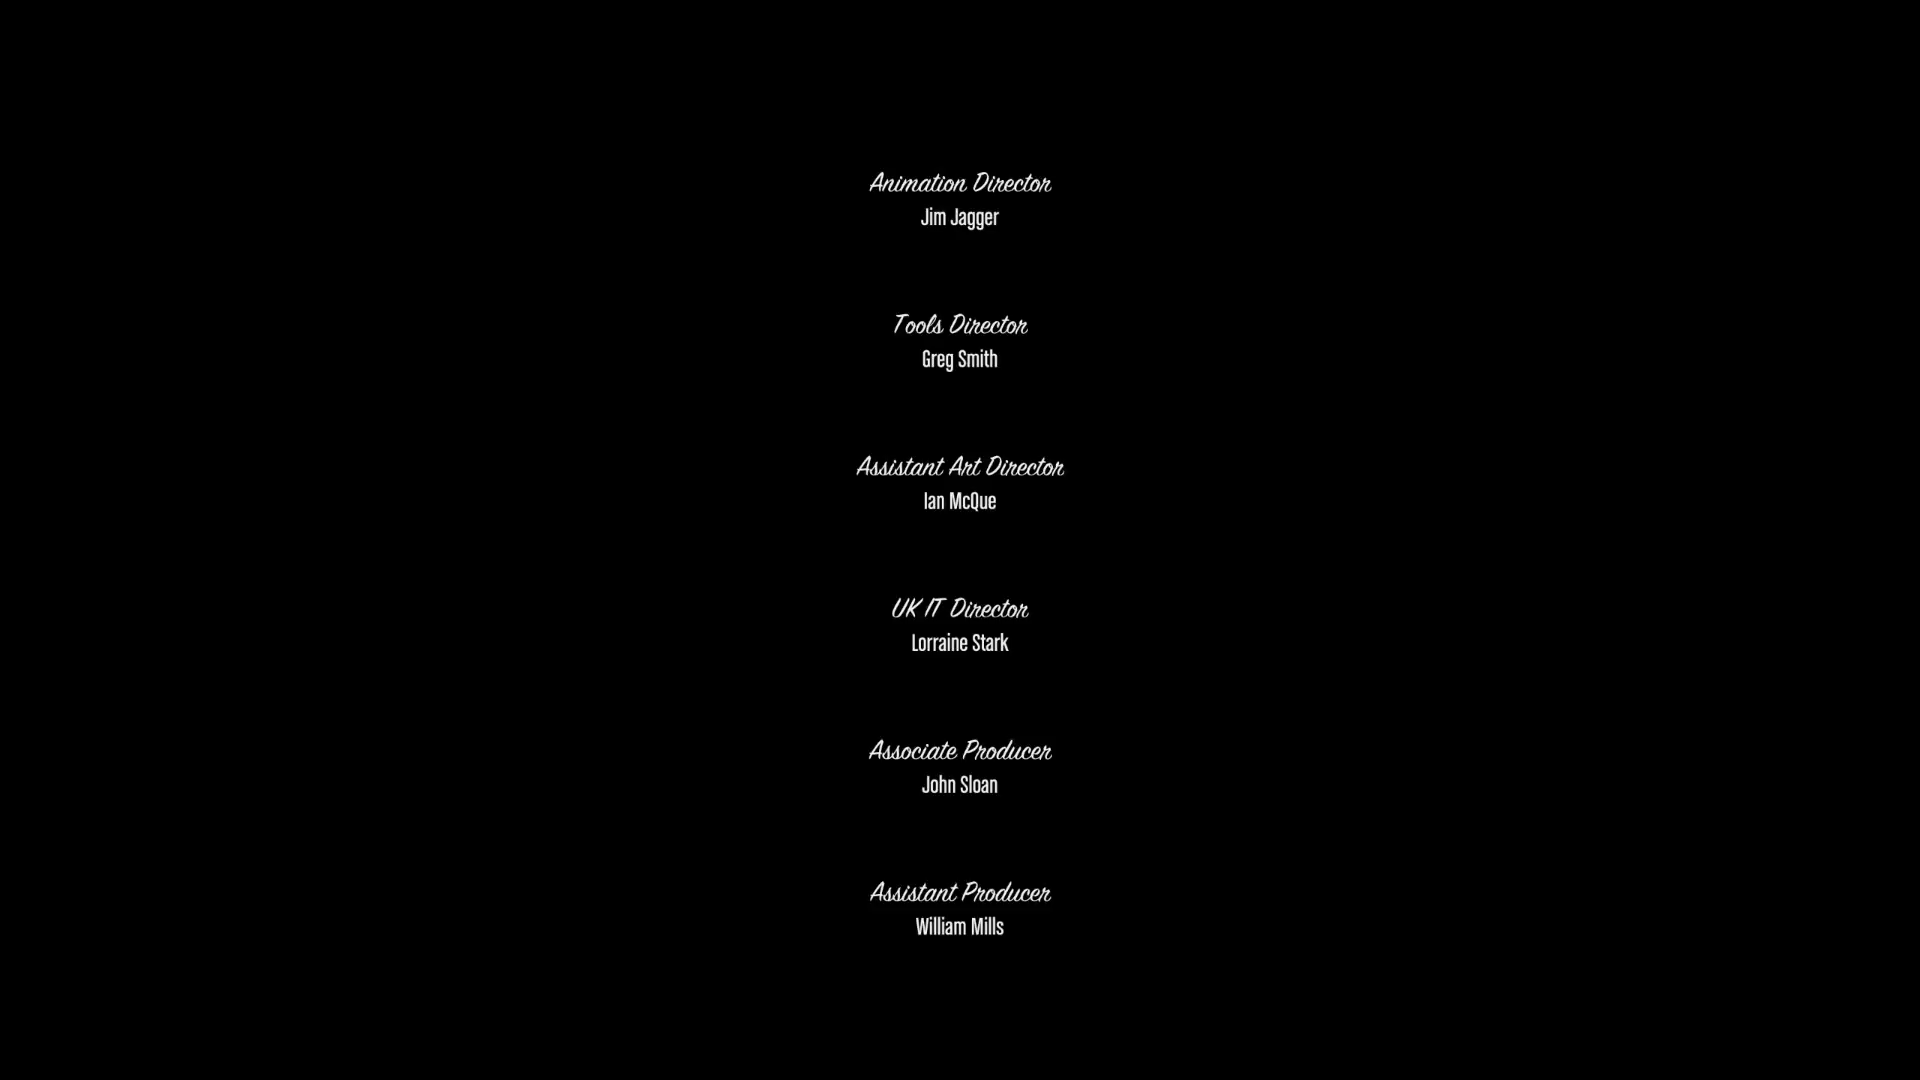 Animation Director
Jim Jagger
Tools Director
Greg Smith
Assistant Art Director
Ian McQue
UK IT Director
Lorraine Stark
Associate Producer
John Sloan
Assistant Producer
William Mills